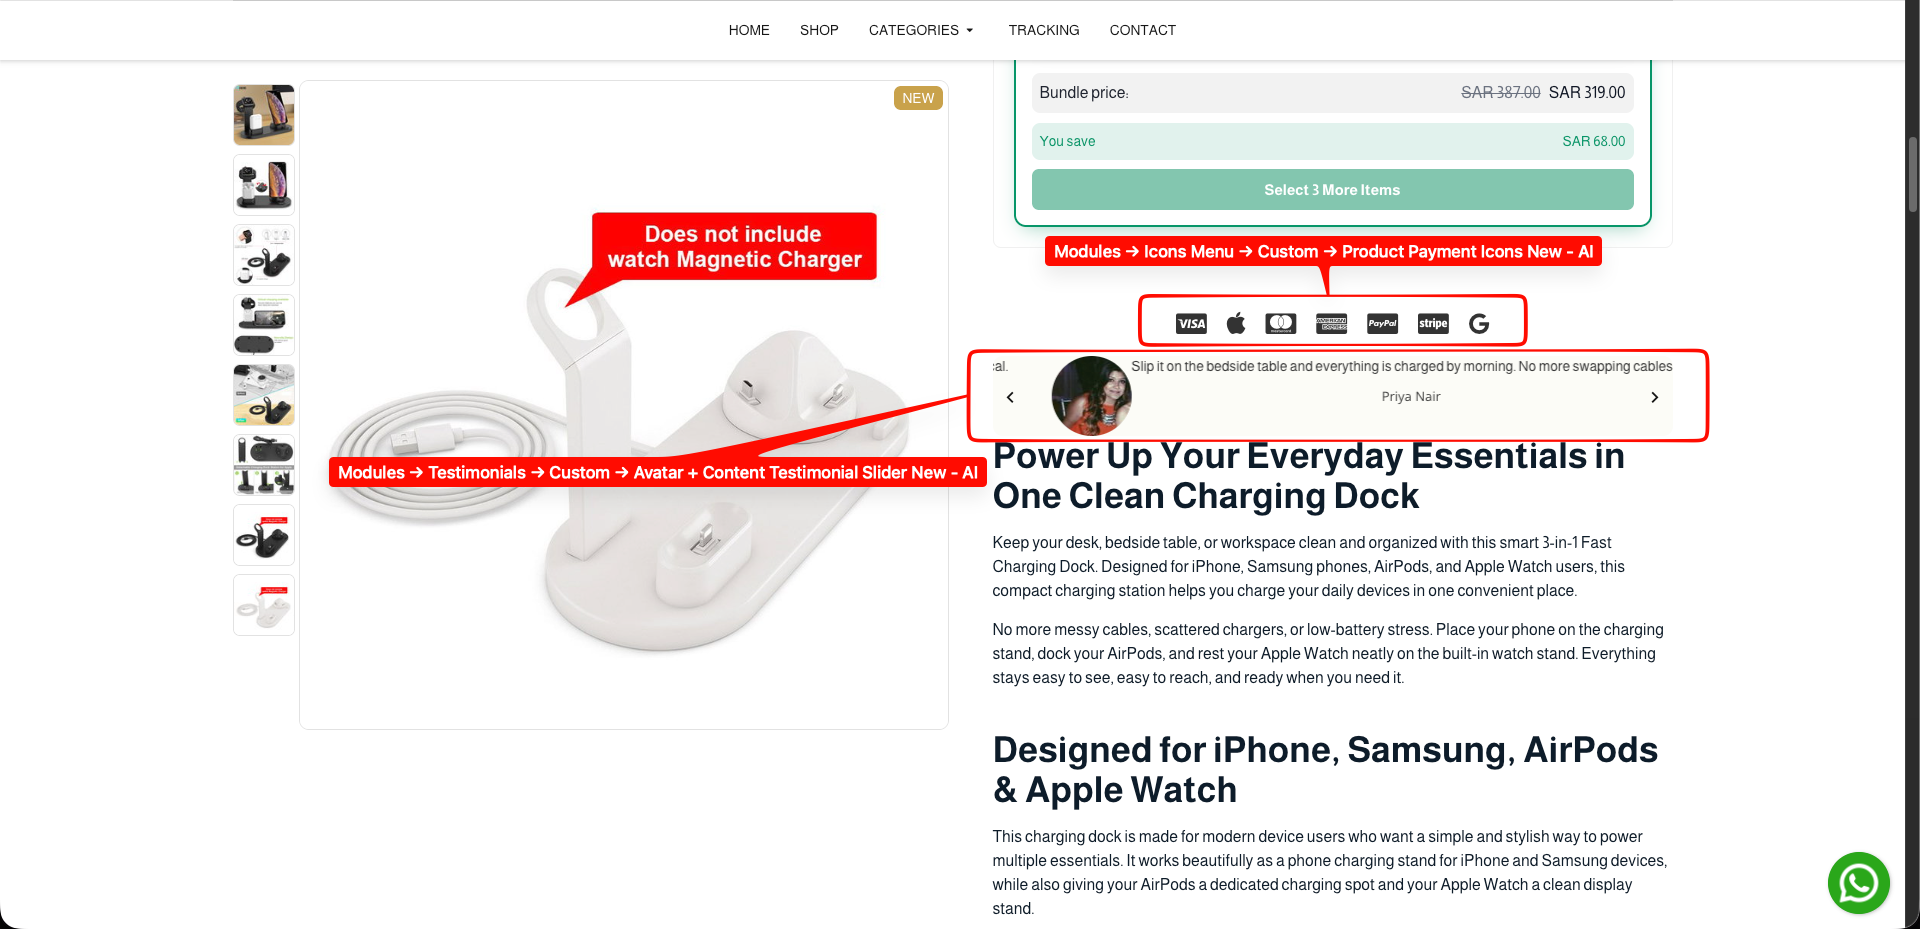 HOME SHOP CATEGORIES TRACKING CONTACT
NEW
Does not include
watch Magnetic Charger
Bundle price: SAR 387.00 SAR 319.00
You save SAR 68.00
Select 3 More Items
Modules → Icons Menu → Custom → Product Payment Icons New - AI
VISA mastercard AMERICAN EXPRESS PayPal stripe G
cal.
Slip it on the bedside table and everything is charged by morning. No more swapping cables
Priya Nair
Modules → Testimonials → Custom → Avatar + Content Testimonial Slider New - AI
Power Up Your Everyday Essentials in
One Clean Charging Dock
Keep your desk, bedside table, or workspace clean and organized with this smart 3-in-1 Fast
Charging Dock. Designed for iPhone, Samsung phones, AirPods, and Apple Watch users, this
compact charging station helps you charge your daily devices in one convenient place.
No more messy cables, scattered chargers, or low-battery stress. Place your phone on the charging
stand, dock your AirPods, and rest your Apple Watch neatly on the built-in watch stand. Everything
stays easy to see, easy to reach, and ready when you need it.
Designed for iPhone, Samsung, AirPods
& Apple Watch
This charging dock is made for modern device users who want a simple and stylish way to power
multiple essentials. It works beautifully as a phone charging stand for iPhone and Samsung devices,
while also giving your AirPods a dedicated charging spot and your Apple Watch a clean display
stand.